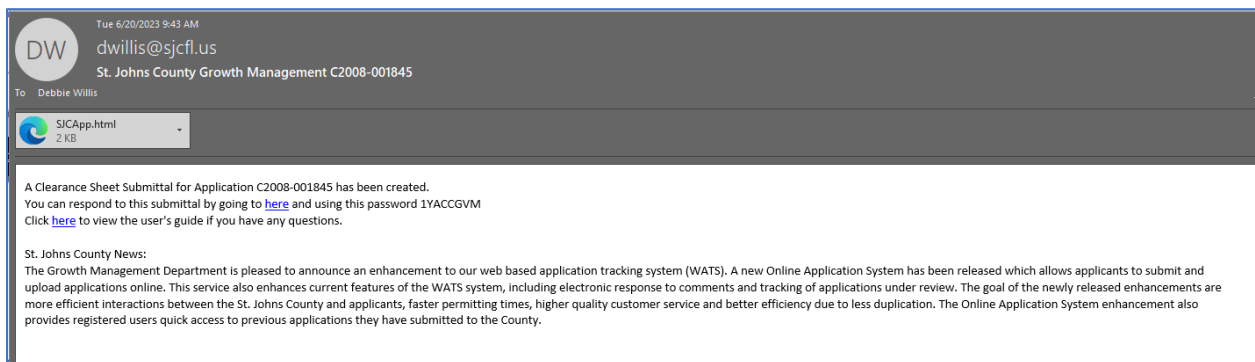 Tue 6/20/2023 9:43 AM
DW
dwillis@sjcfl.us
St. Johns County Growth Management C2008-001845
To Debbie Willis
SJCApp.html
2 KB
A Clearance Sheet Submittal for Application C2008-001845 has been created.
You can respond to this submittal by going to here and using this password 1YACCGVM
Click here to view the user's guide if you have any questions.
St. Johns County News:
The Growth Management Department is pleased to announce an enhancement to our web based application tracking system (WATS). A new Online Application System has been released which allows applicants to submit and
upload applications online. This service also enhances current features of the WATS system, including electronic response to comments and tracking of applications under review. The goal of the newly released enhancements are
more efficient interactions between the St. Johns County and applicants, faster permitting times, higher quality customer service and better efficiency due to less duplication. The Online Application System enhancement also
provides registered users quick access to previous applications they have submitted to the County.